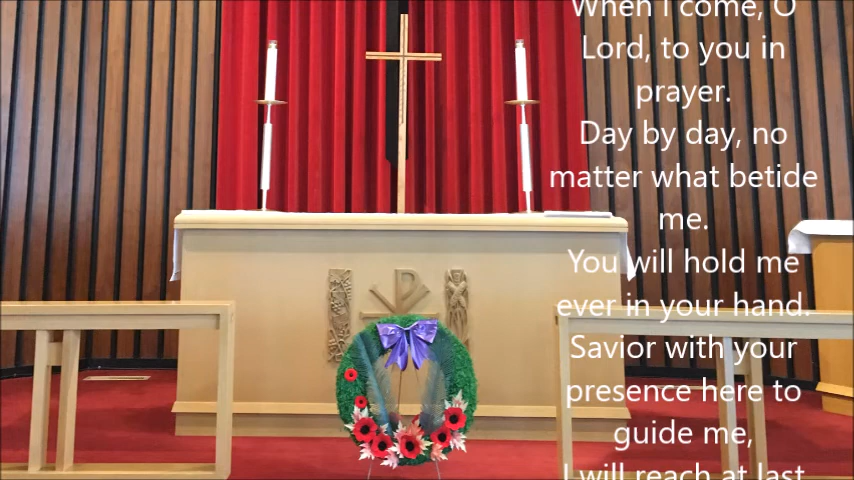 When I come, O
Lord, to you in
prayer.
Day by day, no
matter what betide
me.
You will hold me
ever in your hand.
Savior with your
presence here to
guide me,
I will reach at last